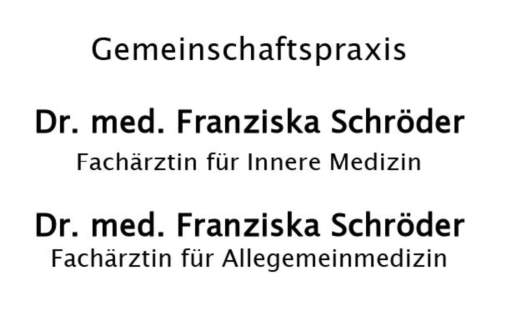 Gemeinschaftspraxis
Dr. med. Franziska Schröder
Fachärztin für Innere Medizin
Dr. med. Franziska Schröder
Fachärztin für Allegemeinmedizin